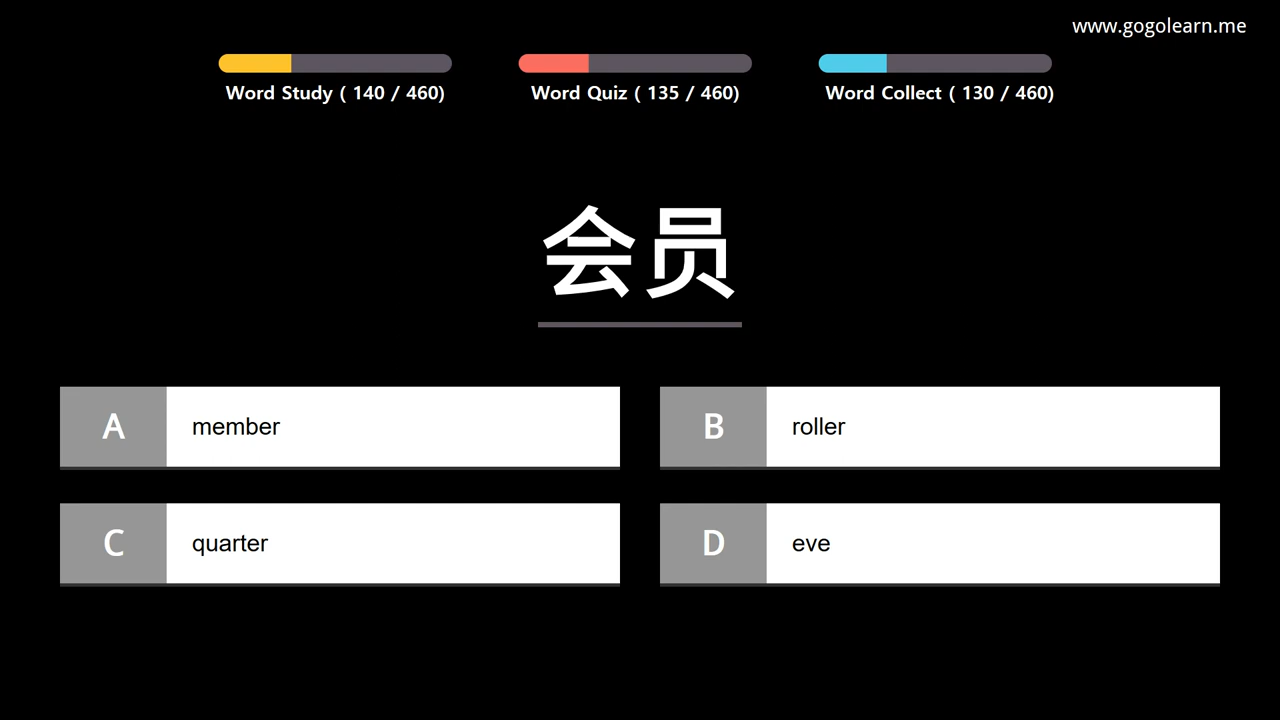 www.gogolearn.me
Word Study ( 140 / 460)
Word Quiz ( 135 / 460)
Word Collect ( 130 / 460)
会员
A member
B roller
C quarter
D eve